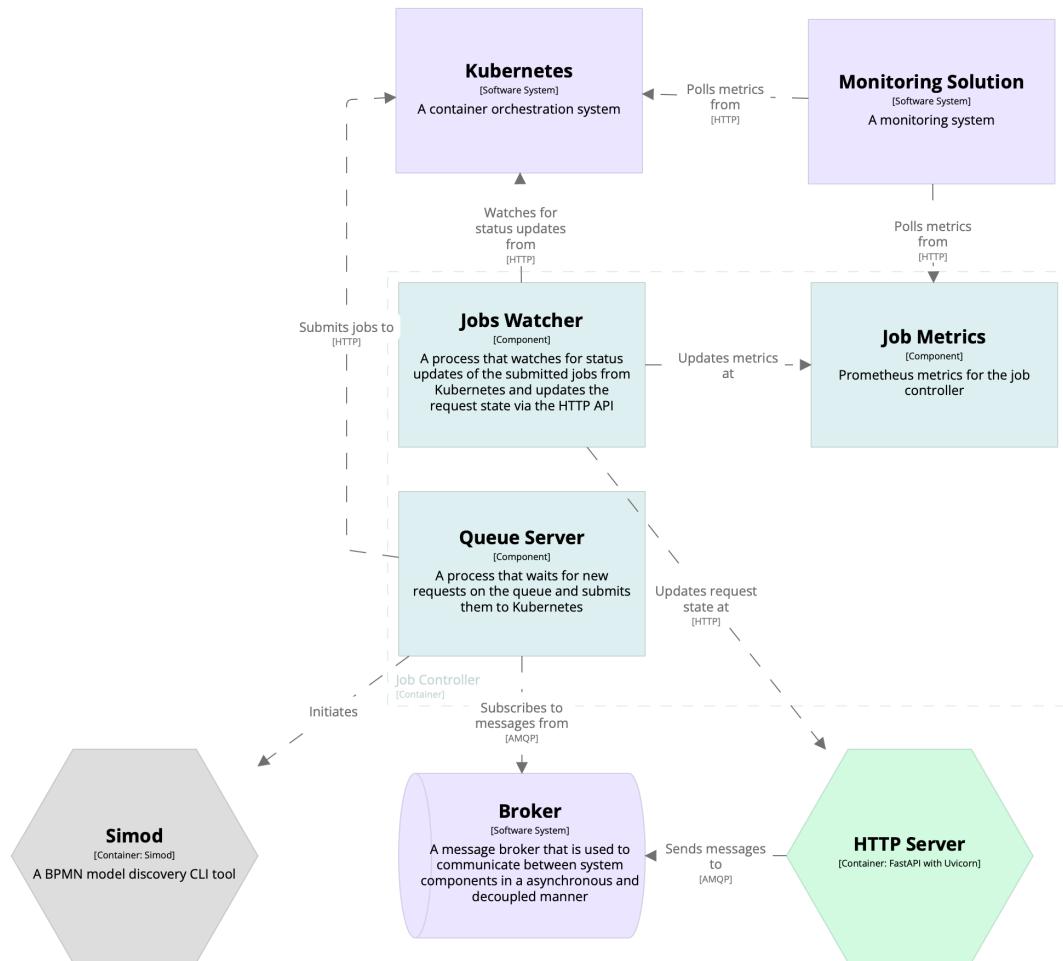 Kubernetes
[Software System]
A container orchestration system
Polls metrics
from
[HTTP]
Monitoring Solution
[Software System]
A monitoring system
Watches for
status updates
from
[HTTP]
Polls metrics
from
[HTTP]
Submits jobs to
[HTTP]
Jobs Watcher
[Component]
A process that watches for status
updates of the submitted jobs from
Kubernetes and updates the
request state via the HTTP API
Updates metrics
at
Job Metrics
[Component]
Prometheus metrics for the job
controller
Queue Server
[Component]
A process that waits for new
requests on the queue and submits
them to Kubernetes
Updates request
state at
[HTTP]
Job Controller
[Container]
Initiates
Subscribes to
messages from
[AMQP]
Simod
[Container: Simod]
A BPMN model discovery CLI tool
Broker
[Software System]
A message broker that is used to
communicate between system
components in a asynchronous and
decoupled manner
Sends messages
to
[AMQP]
HTTP Server
[Container: FastAPI with Uvicorn]